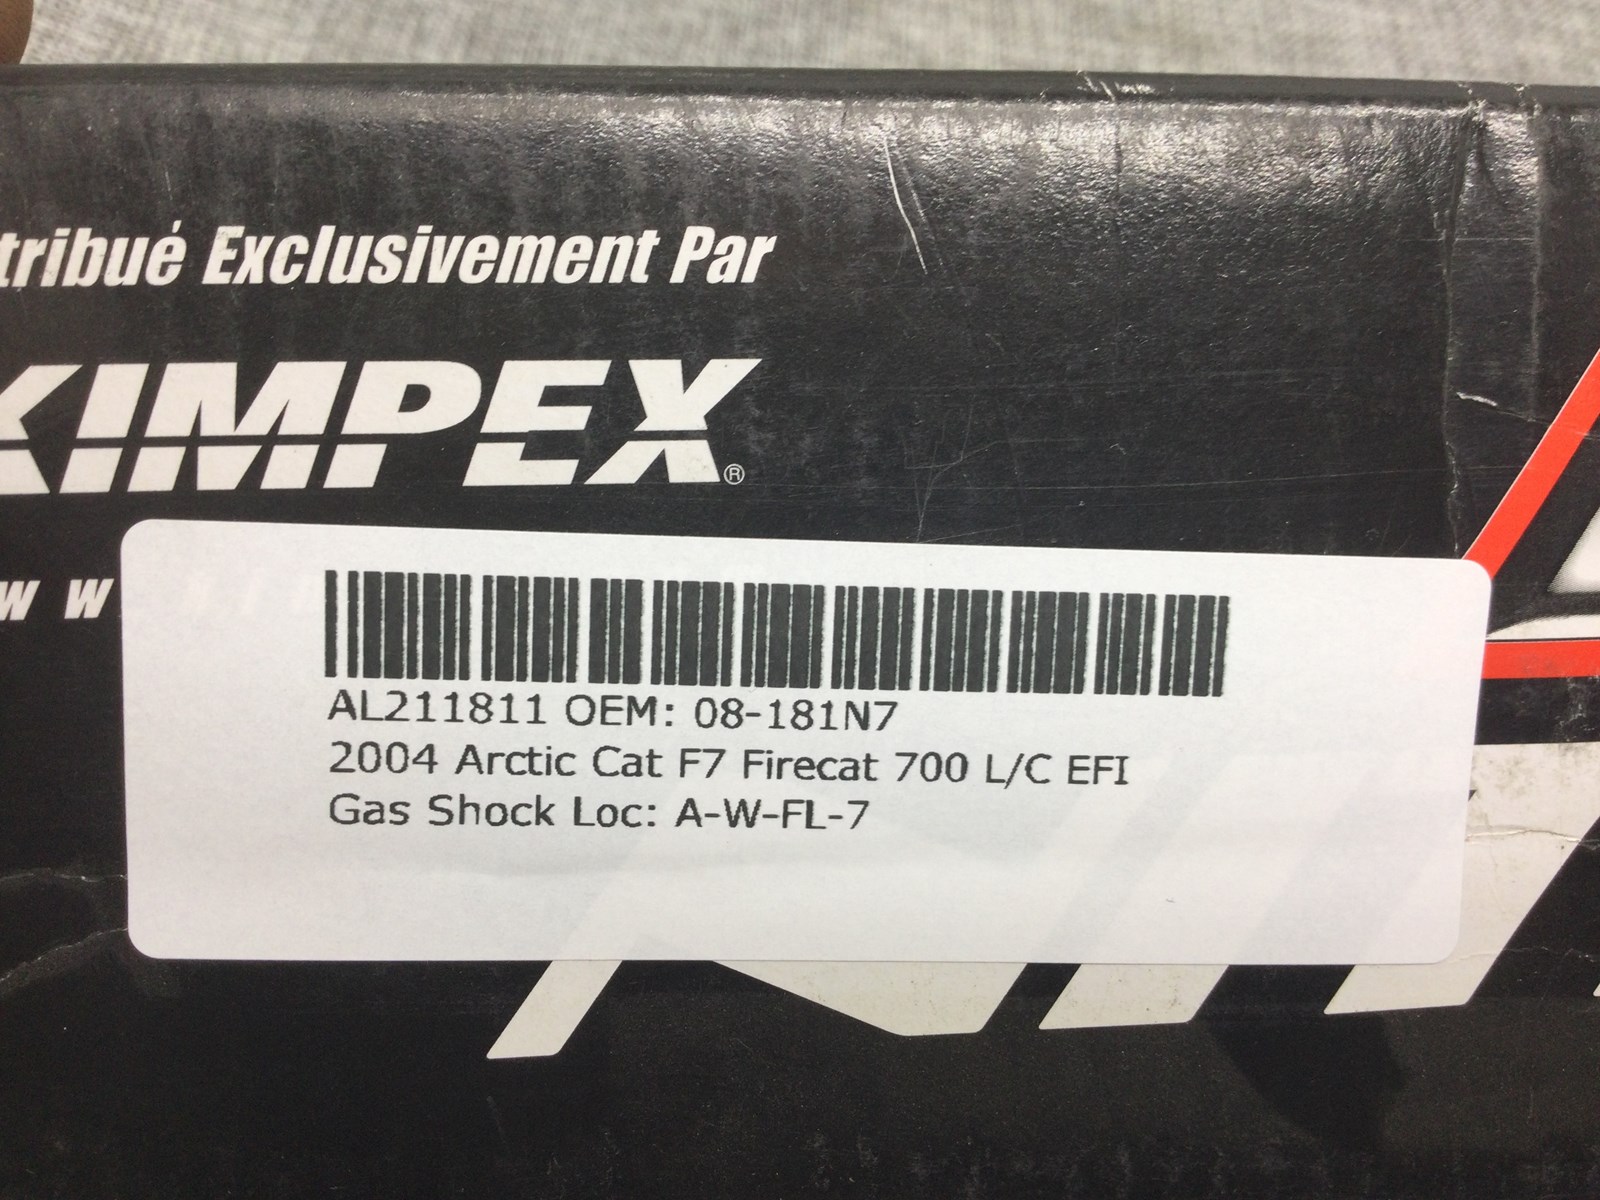 tribué Exclusivement Par
KIMPEX®
w w
AL211811 OEM: 08-181N7
2004 Arctic Cat F7 Firecat 700 L/C EFI
Gas Shock Loc: A-W-FL-7